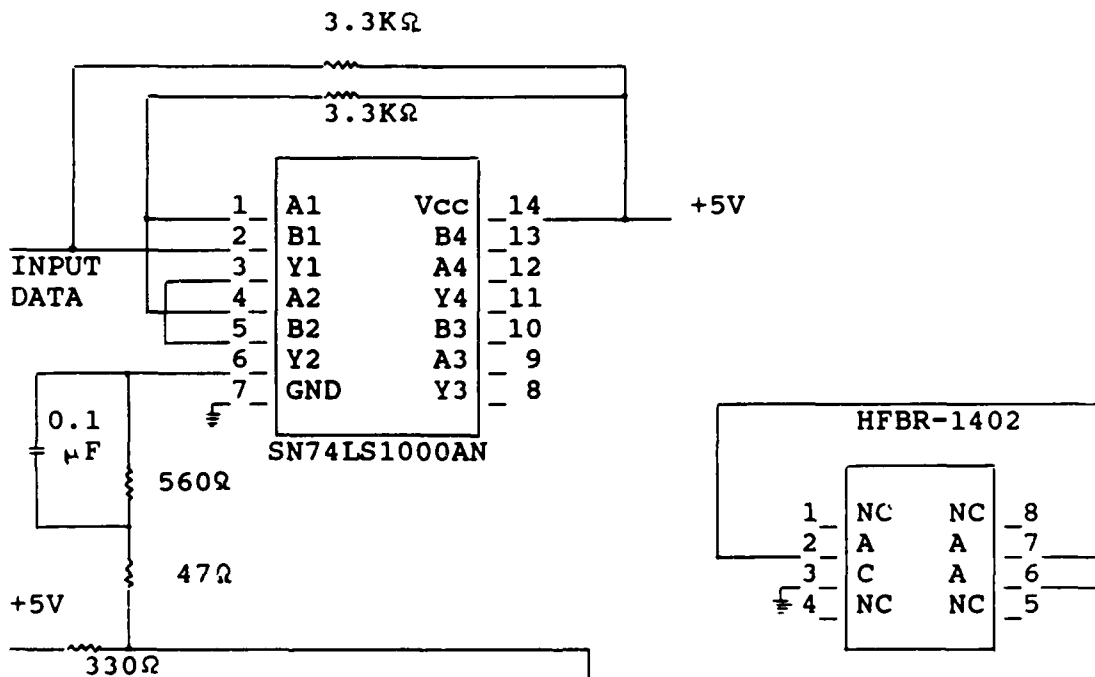 3.3KΩ
3.3KΩ
1 A1 Vcc 14
+5V
2 B1 B4 13
INPUT
DATA
3 Y1 A4 12
4 A2 Y4 11
5 B2 B3 10
6 Y2 A3 9
7 GND Y3 8
SN74LS1000AN
0.1
μF
560Ω
47Ω
+5V
330Ω
HFBR-1402
1 NC NC 8
2 A A 7
3 C A 6
4 NC NC 5